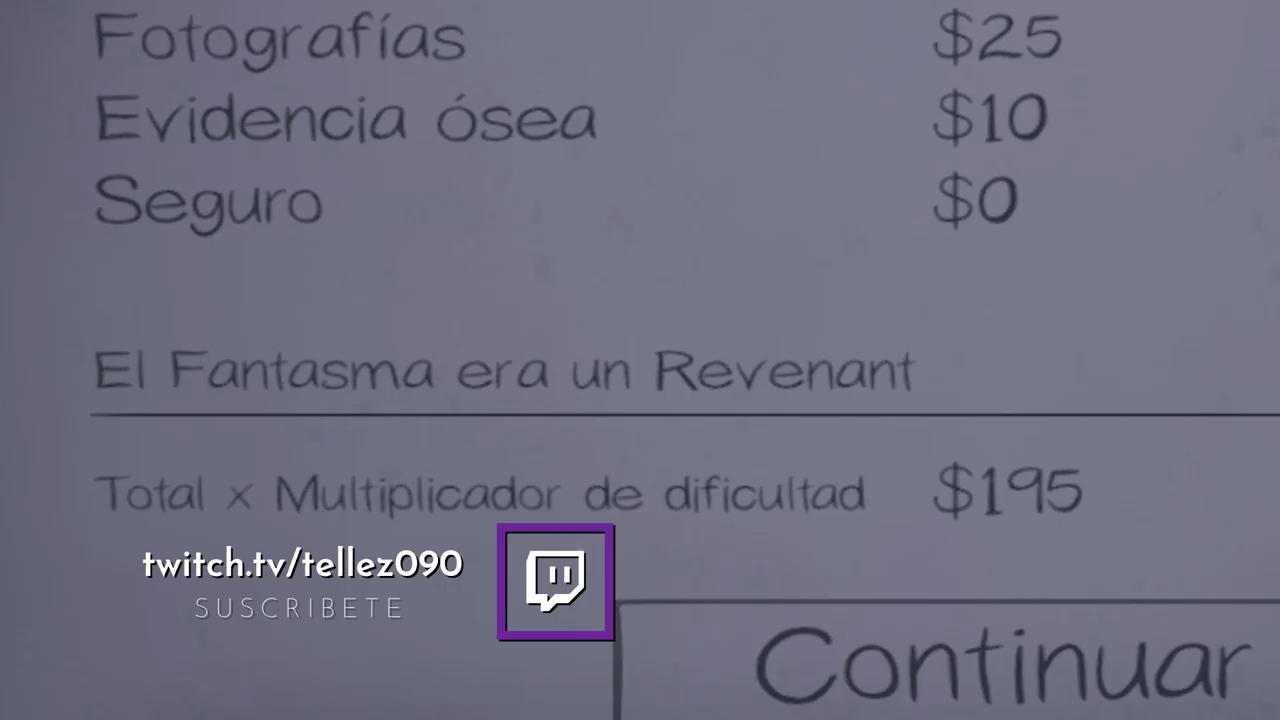 Fotografías $25
Evidencia ósea $10
Seguro $0
El Fantasma era un Revenant
Total x Multiplicador de dificultad $195
twitch.tv/tellez090
SUSCRIBETE
Continuar